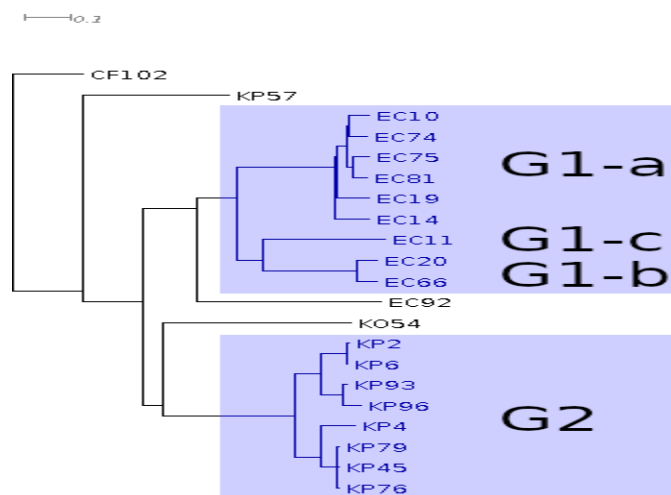 0.1
CF102
KP57
EC10
EC74
EC75
EC81
EC19
EC14
G1-a
EC11
G1-c
EC20
EC66
G1-b
EC92
KO54
KP2
KP6
KP93
KP96
KP4
G2
KP79
KP45
KP76